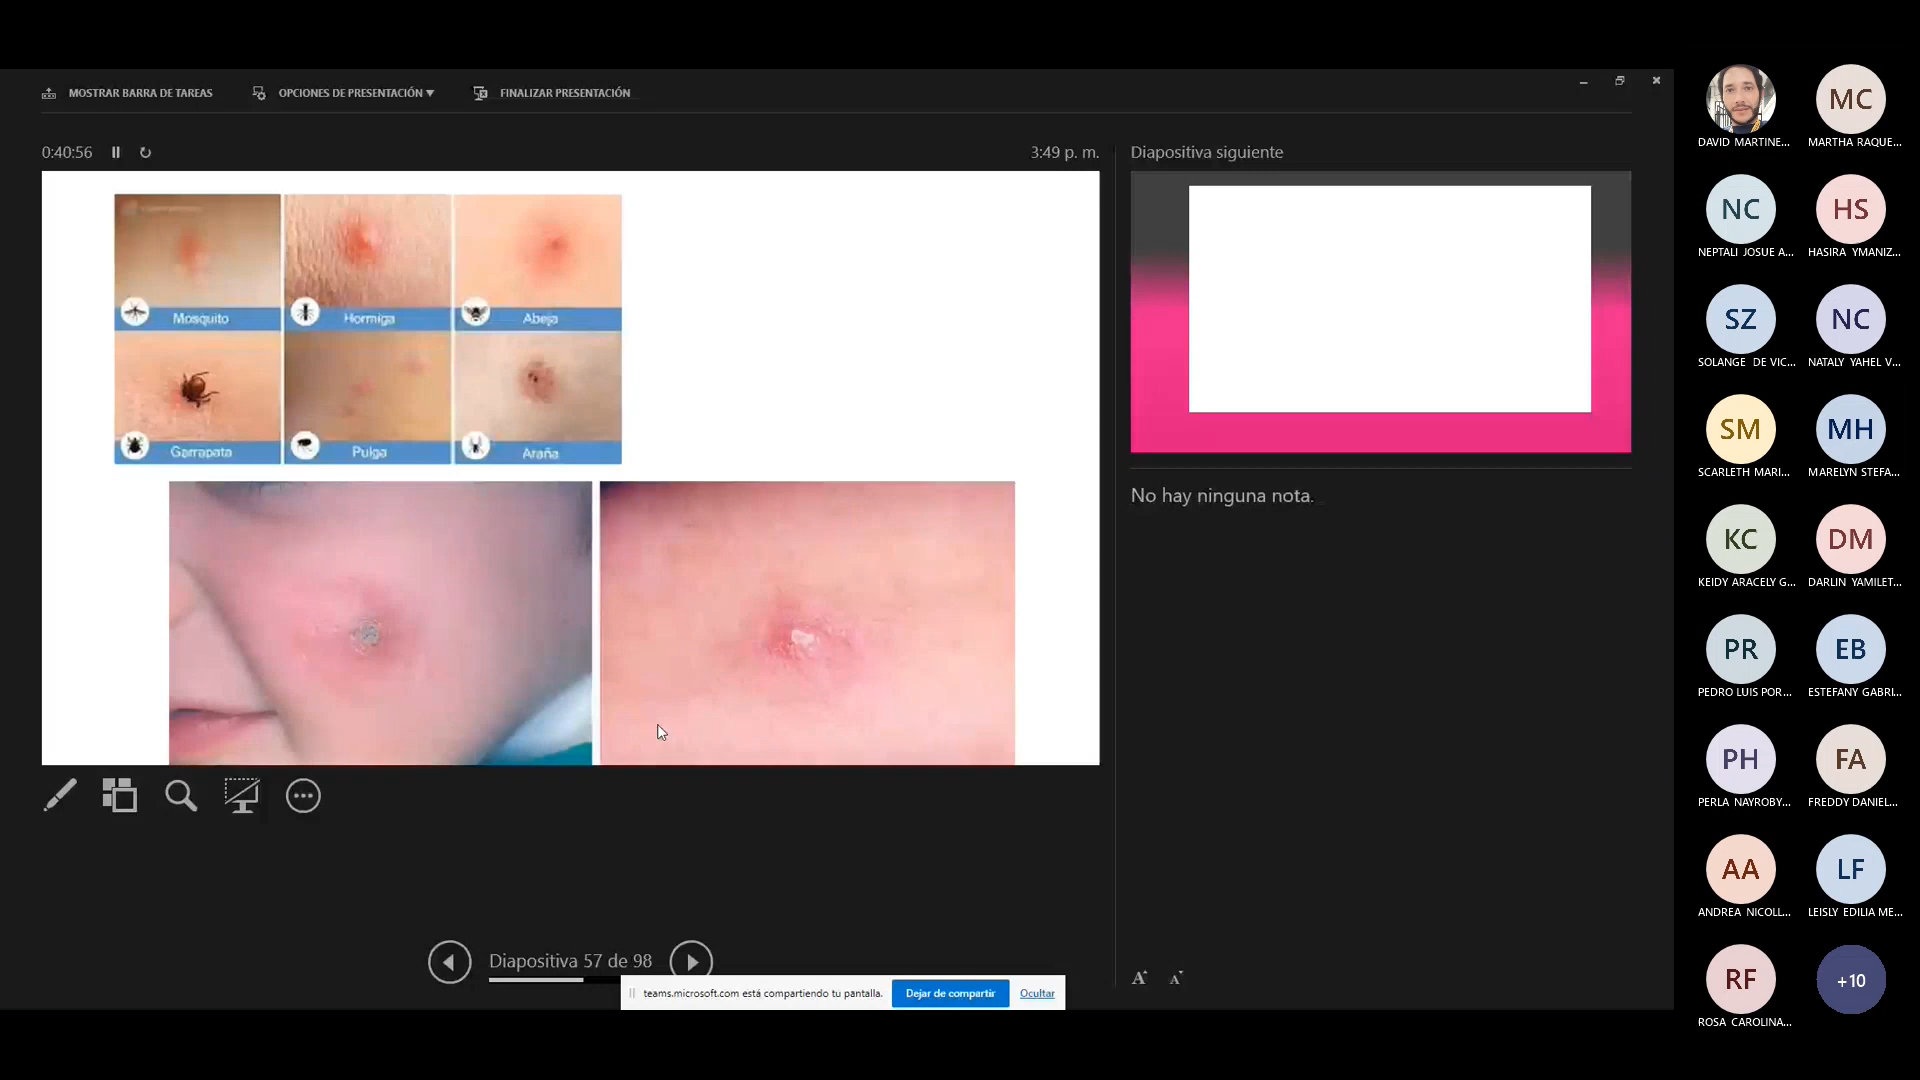 MOSTRAR BARRA DE TAREAS
OPCIONES DE PRESENTACIÓN ▾
FINALIZAR PRESENTACIÓN
0:40:56
3:49 p. m.
Diapositiva siguiente
Mosquito
Hormiga
Abeja
Garrapata
Pulga
Araña
No hay ninguna nota.
Diapositiva 57 de 98
teams.microsoft.com está compartiendo tu pantalla.
Dejar de compartir
Ocultar
A A
DAVID MARTINE...
MC
MARTHA RAQUE...
NC
NEPTALI JOSUE A...
HS
HASIRA YMANIZ...
SZ
SOLANGE DE VIC...
NC
NATALY YAHEL V...
SM
SCARLETH MARI...
MH
MARELYN STEFA...
KC
KEIDY ARACELY G...
DM
DARLIN YAMILET...
PR
PEDRO LUIS POR...
EB
ESTEFANY GABRI...
PH
PERLA NAYROBY...
FA
FREDDY DANIEL...
AA
ANDREA NICOLL...
LF
LEISLY EDILIA ME...
RF
ROSA CAROLINA...
+10